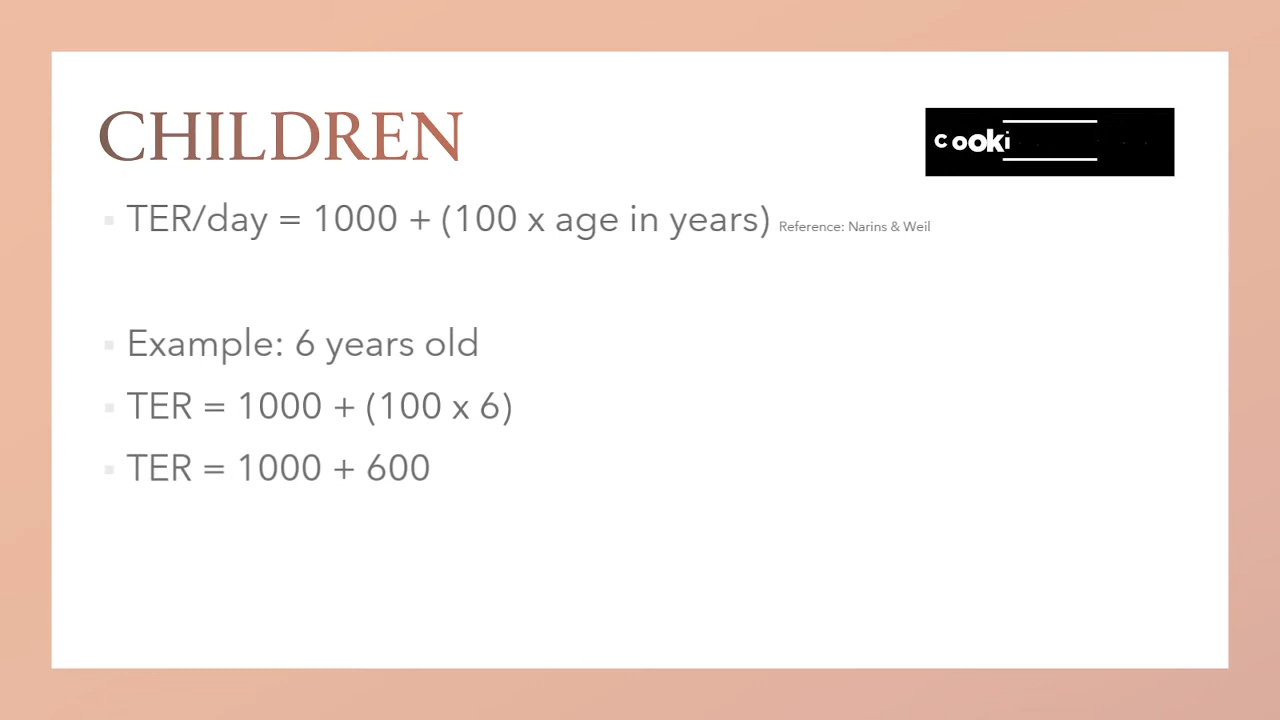 CHILDREN
cooki
TER/day = 1000 + (100 x age in years) Reference: Narins & Weil
Example: 6 years old
TER = 1000 + (100 x 6)
TER = 1000 + 600